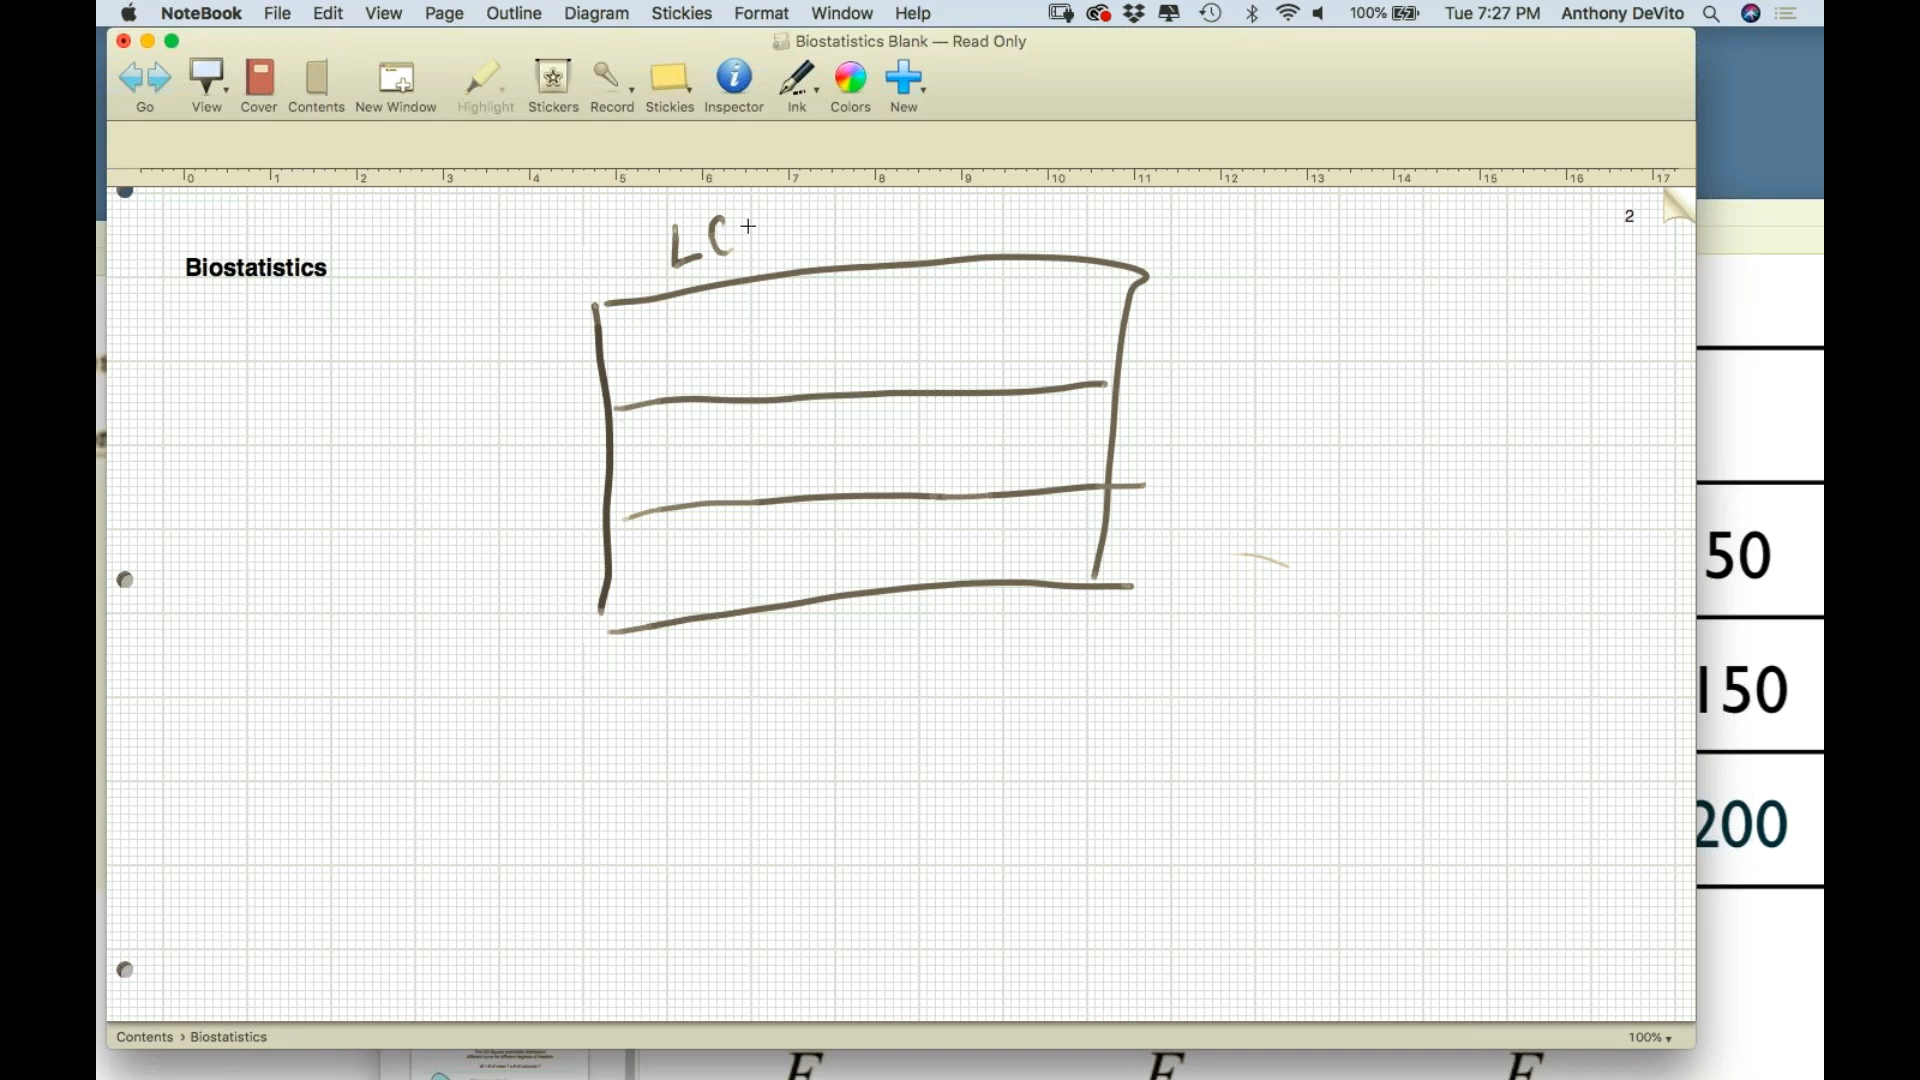 NoteBook File Edit View Page Outline Diagram Stickies Format Window Help 100% Tue 7:27 PM Anthony DeVito
Biostatistics Blank — Read Only
Go View Cover Contents New Window Highlight Stickers Record Stickies Inspector Ink Colors New
0 1 2 3 4 5 6 7 8 9 10 11 12 13 14 15 16 17
2
LC
Biostatistics
50
150
200
Contents › Biostatistics 100%
F F F